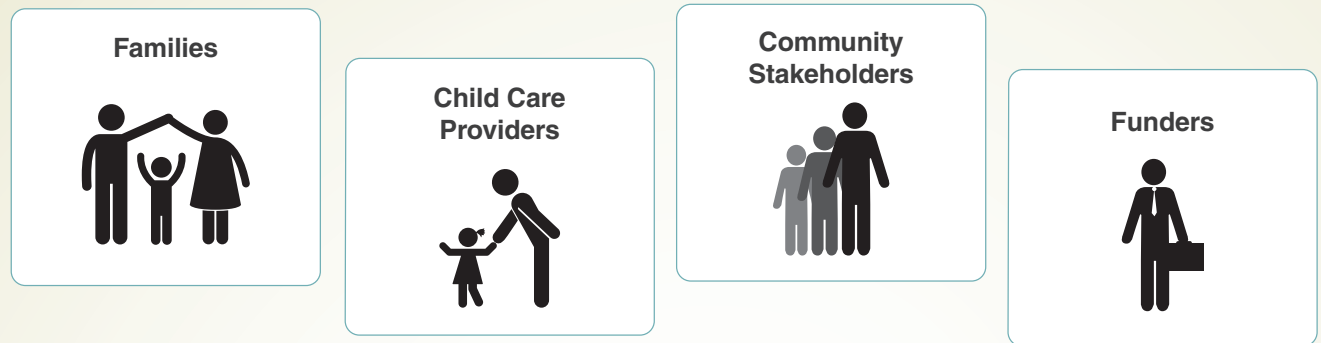 Families
Child Care
Providers
Community
Stakeholders
Funders